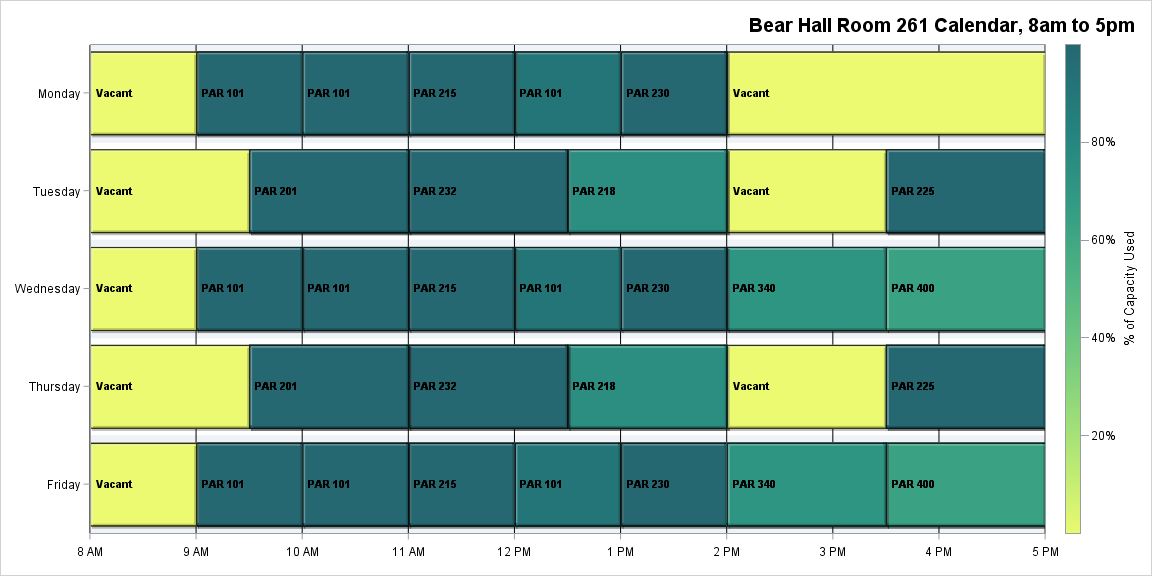 Bear Hall Room 261 Calendar, 8am to 5pm
Monday
Vacant
PAR 101
PAR 101
PAR 215
PAR 101
PAR 230
Vacant
Tuesday
Vacant
PAR 201
PAR 232
PAR 218
Vacant
PAR 225
Wednesday
Vacant
PAR 101
PAR 101
PAR 215
PAR 101
PAR 230
PAR 340
PAR 400
Thursday
Vacant
PAR 201
PAR 232
PAR 218
Vacant
PAR 225
Friday
Vacant
PAR 101
PAR 101
PAR 215
PAR 101
PAR 230
PAR 340
PAR 400
8 AM
9 AM
10 AM
11 AM
12 PM
1 PM
2 PM
3 PM
4 PM
5 PM
80%
60%
40%
20%
% of Capacity Used